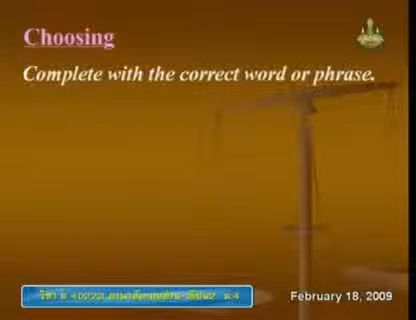 Choosing
Complete with the correct word or phrase.
February 18, 2009